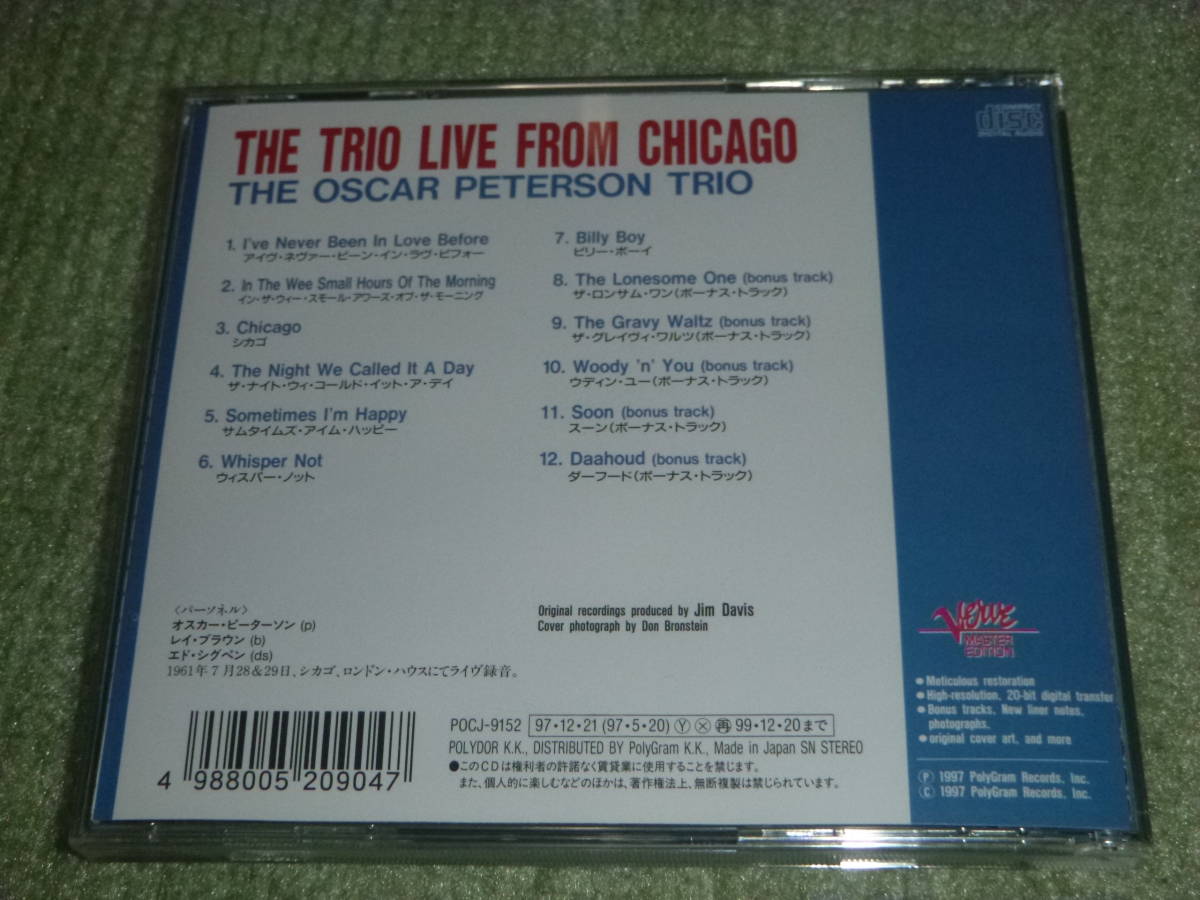 COMPACT
disc
DIGITAL AUDIO
THE TRIO LIVE FROM CHICAGO
THE OSCAR PETERSON TRIO
1. I've Never Been In Love Before
アイヴ・ネヴァー・ビーン・イン・ラヴ・ビフォー
2. In The Wee Small Hours Of The Morning
イン・ザ・ウィー・スモール・アワーズ・オブ・ザ・モーニング
3. Chicago
シカゴ
4. The Night We Called It A Day
ザ・ナイト・ウィ・コールド・イット・ア・デイ
5. Sometimes I'm Happy
サムタイムズ・アイム・ハッピー
6. Whisper Not
ウィスパー・ノット
7. Billy Boy
ビリー・ボーイ
8. The Lonesome One (bonus track)
ザ・ロンサム・ワン(ボーナス・トラック)
9. The Gravy Waltz (bonus track)
ザ・グレイヴィ・ワルツ(ボーナス・トラック)
10. Woody 'n' You (bonus track)
ウディン・ユー(ボーナス・トラック)
11. Soon (bonus track)
スーン(ボーナス・トラック)
12. Daahoud (bonus track)
ダーフード(ボーナス・トラック)
〈パーソネル〉
オスカー・ピーターソン (p)
レイ・ブラウン (b)
エド・シグペン (ds)
1961年7月28&29日、シカゴ、ロンドン・ハウスにてライヴ録音。
Original recordings produced by Jim Davis
Cover photograph by Don Bronstein
Verve
MASTER
EDITION
● Meticulous restoration
● High-resolution, 20-bit digital transfer
● Bonus tracks, New liner notes,
photographs,
● original cover art, and more
4 988005 209047
POCJ-9152 97・12・21 (97・5・20) Ⓨ Ⓧ 再 99・12・20まで
POLYDOR K.K., DISTRIBUTED BY PolyGram K.K., Made in Japan SN STEREO
●このCDは権利者の許諾なく賃貸業に使用することを禁じます。
また、個人的に楽しむなどのほかは、著作権法上、無断複製は禁じられています。
Ⓟ 1997 PolyGram Records, Inc.
Ⓒ 1997 PolyGram Records, Inc.